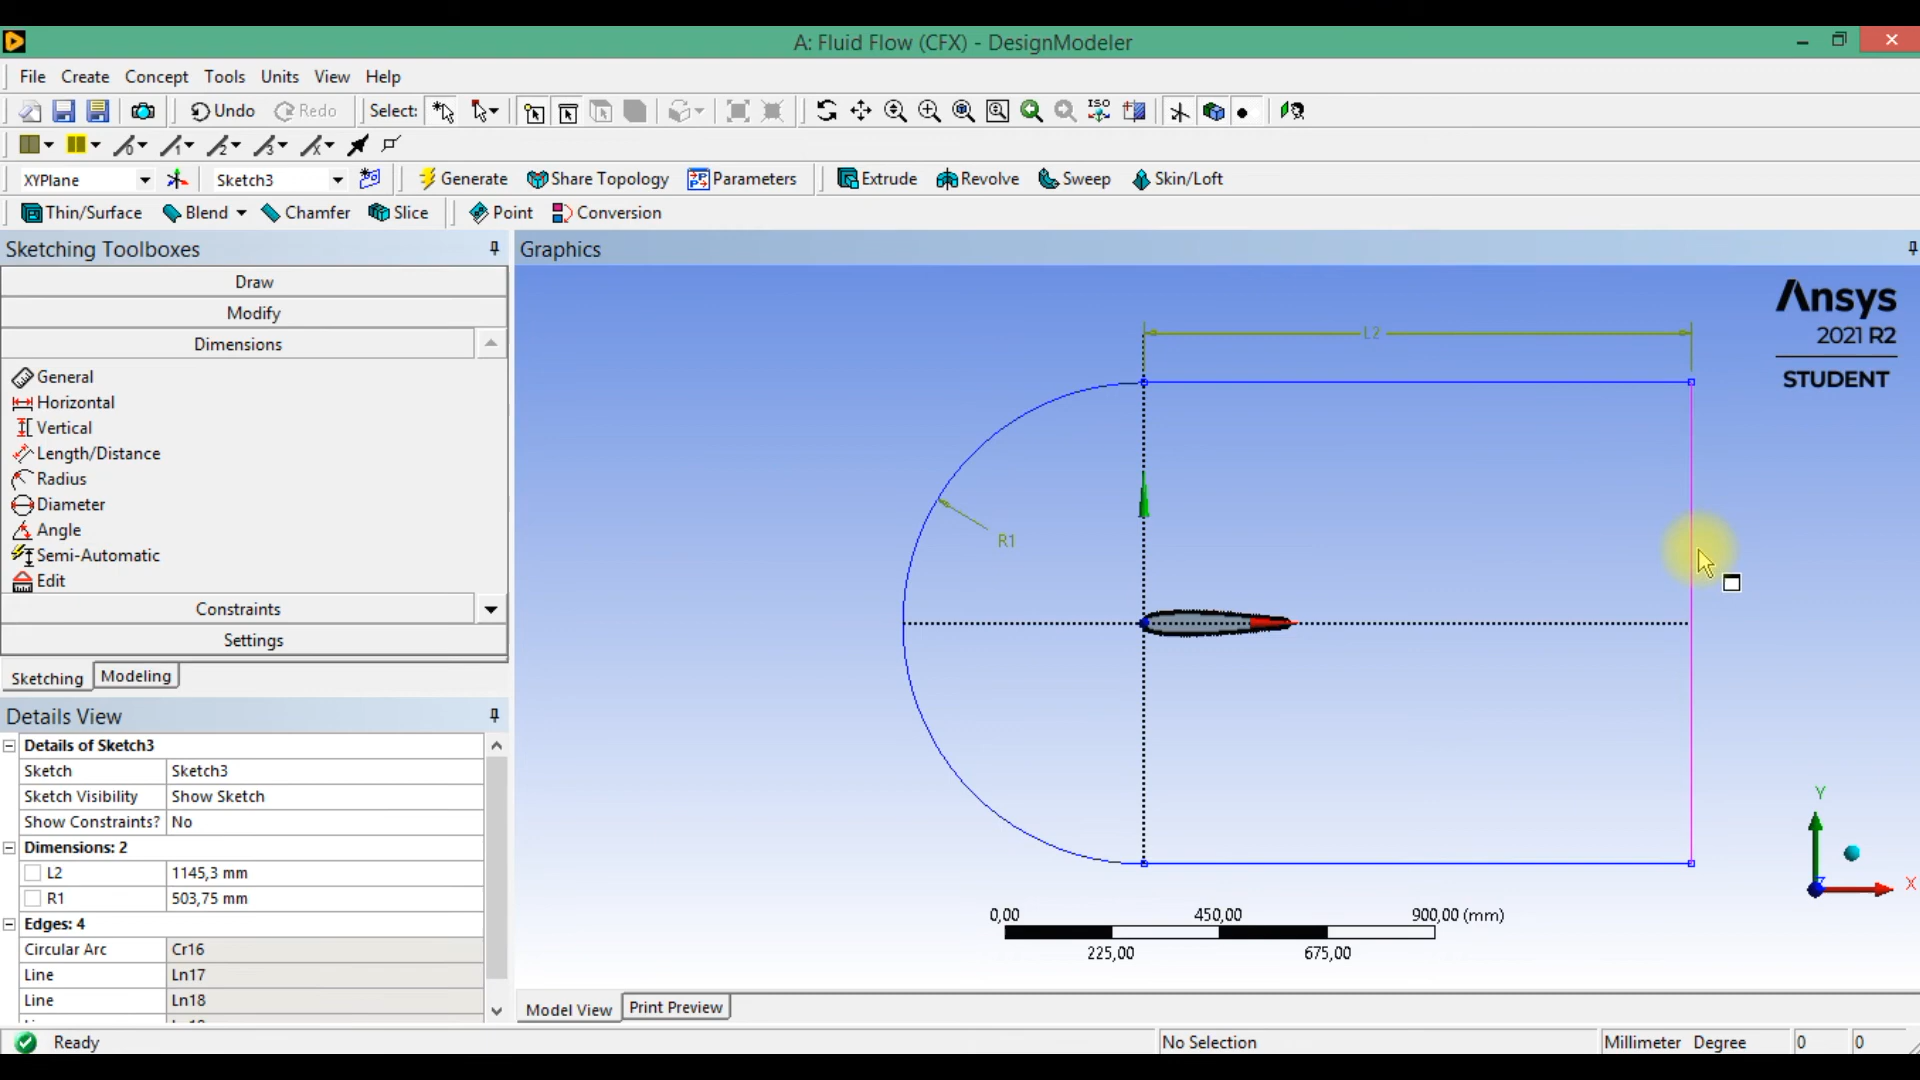 A: Fluid Flow (CFX) - DesignModeler
File Create Concept Tools Units View Help
Undo Redo Select: ISO
0 1 2 3 x
XYPlane Sketch3 Generate Share Topology Parameters Extrude Revolve Sweep Skin/Loft
Thin/Surface Blend Chamfer Slice Point Conversion
Sketching Toolboxes
Draw
Modify
Dimensions
General
Horizontal
Vertical
Length/Distance
Radius
Diameter
Angle
Semi-Automatic
Edit
Constraints
Settings
Sketching Modeling
Details View
Details of Sketch3
Sketch Sketch3
Sketch Visibility Show Sketch
Show Constraints? No
Dimensions: 2
L2 1145,3 mm
R1 503,75 mm
Edges: 4
Circular Arc Cr16
Line Ln17
Line Ln18
Graphics
Ansys
2021 R2
STUDENT
L2
R1
Y
X
0,00 450,00 900,00 (mm)
225,00 675,00
Model View Print Preview
Ready No Selection Millimeter Degree 0 0